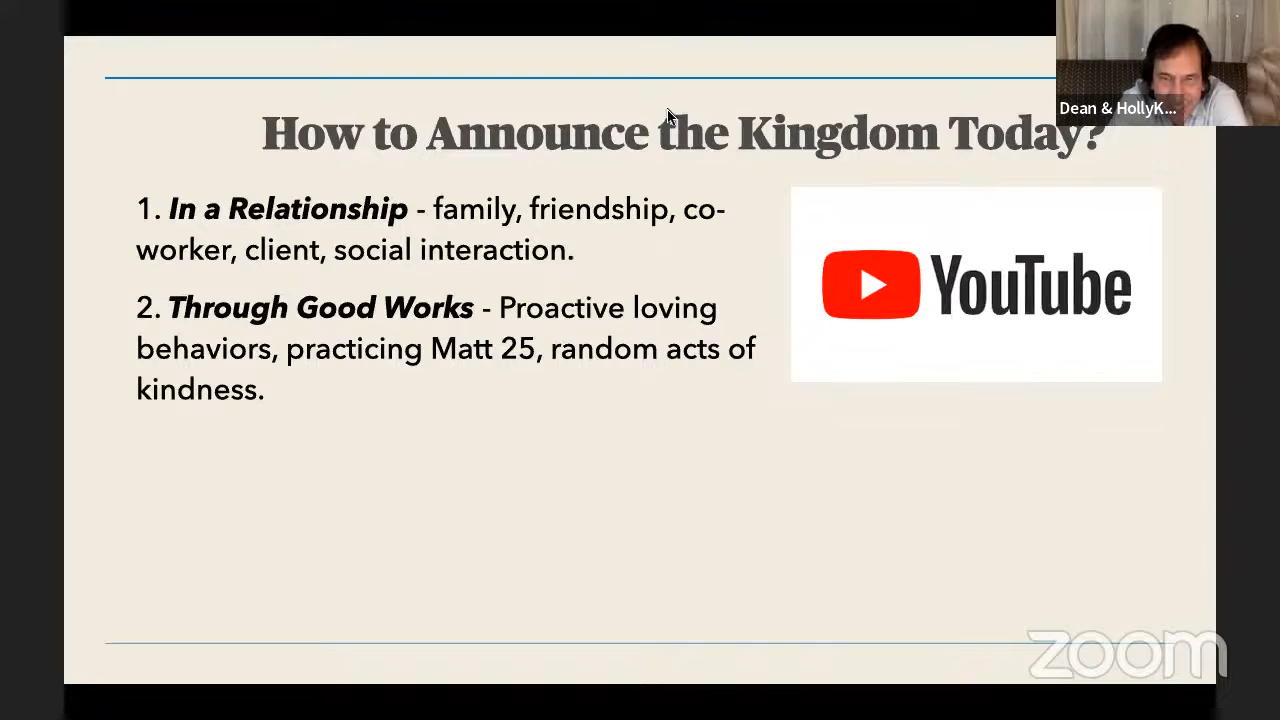 How to Announce the Kingdom Today?
1. In a Relationship - family, friendship, co-
worker, client, social interaction.
2. Through Good Works - Proactive loving
behaviors, practicing Matt 25, random acts of
kindness.
YouTube
Dean & HollyK...
zoom